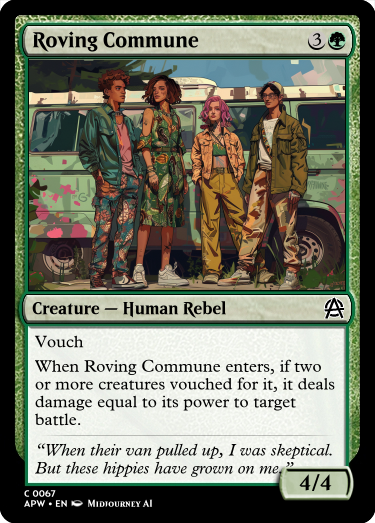 Roving Commune 3
Creature — Human Rebel
Vouch
When Roving Commune enters, if two
or more creatures vouched for it, it deals
damage equal to its power to target
battle.
“When their van pulled up, I was skeptical.
But these hippies have grown on me.”
4/4
C 0067
APW • EN Midjourney AI